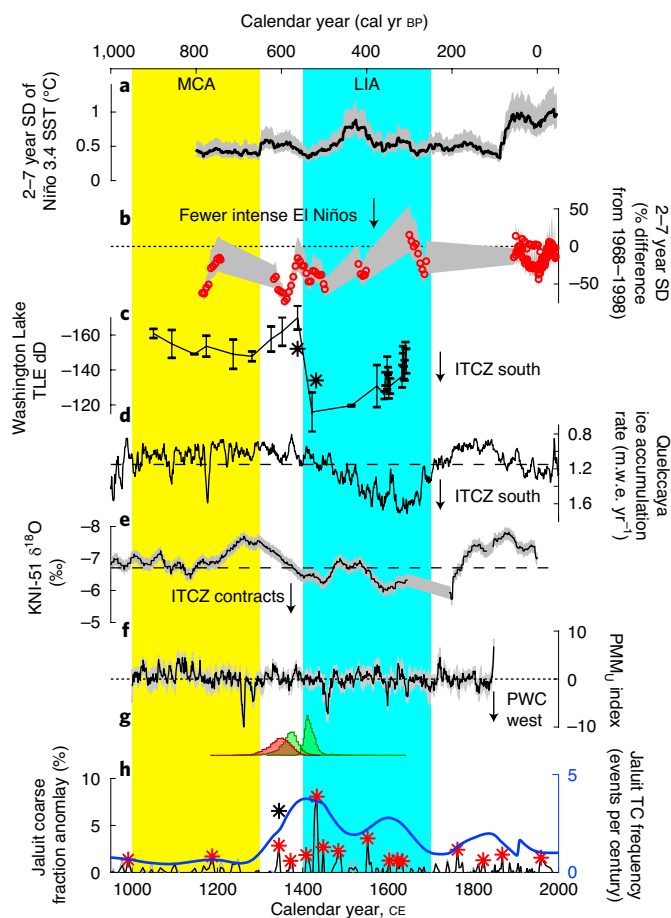 Calendar year (cal yr BP)
1,000 800 600 400 200 0
MCA LIA
a
2–7 year SD of
Niño 3.4 SST (°C)
1
0.5
0
b
Fewer intense El Niños
50
0
−50
2–7 year SD
(% difference
from 1968–1998)
c
Washington Lake
TLE dD
−160
−140
−120
ITCZ south
d
0.8
1.2
1.6
Quelccaya
ice accumulation
rate (m.w.e. yr⁻¹)
ITCZ south
e
KNI-51 δ¹⁸O
(‰)
−8
−7
−6
−5
ITCZ contracts
f
10
0
−10
PMMU index
PWC
west
g
h
Jaluit coarse
fraction anomlay (%)
10
5
0
5
0
Jaluit TC frequency
(events per century)
1000 1200 1400 1600 1800 2000
Calendar year, CE